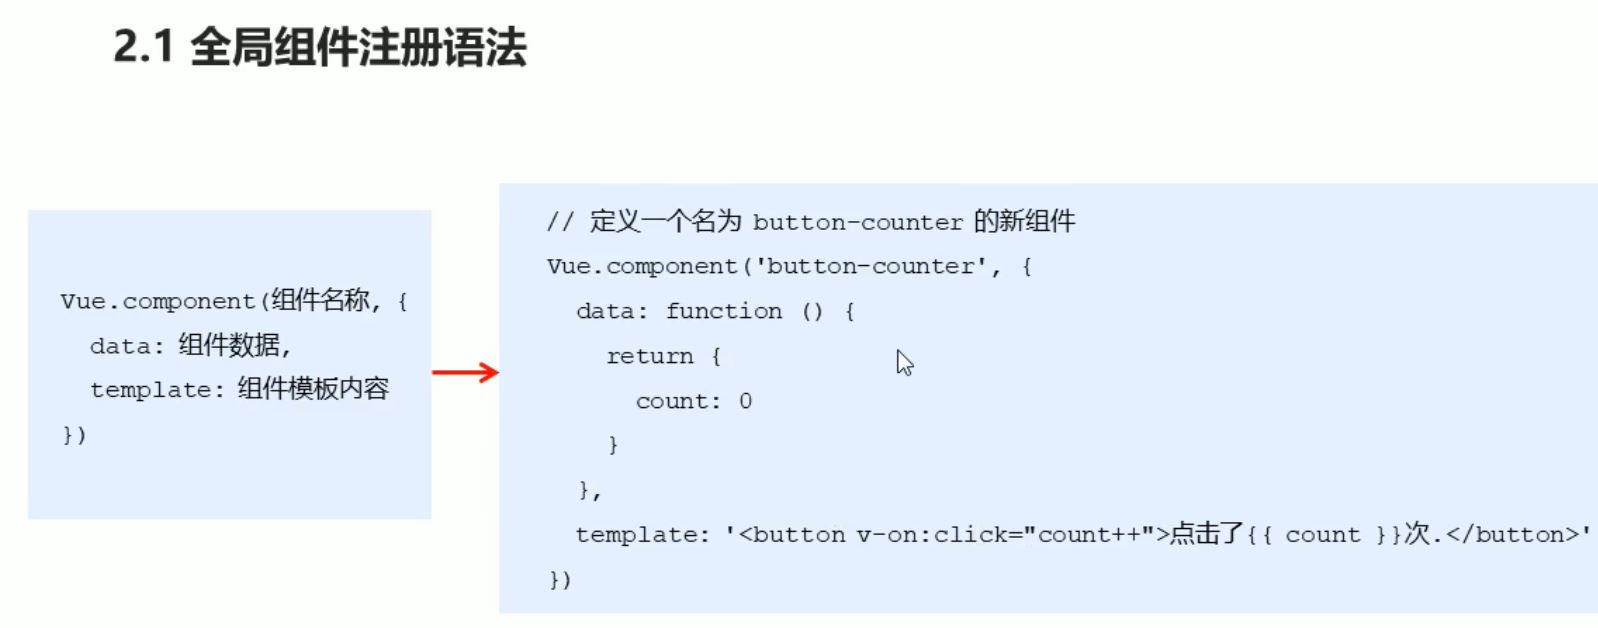 2.1 全局组件注册语法
Vue.component(组件名称, {
data: 组件数据,
template: 组件模板内容
})
// 定义一个名为 button-counter 的新组件
Vue.component('button-counter', {
data: function () {
return {
count: 0
}
},
template: '<button v-on:click="count++">点击了{{ count }}次.</button>'
})